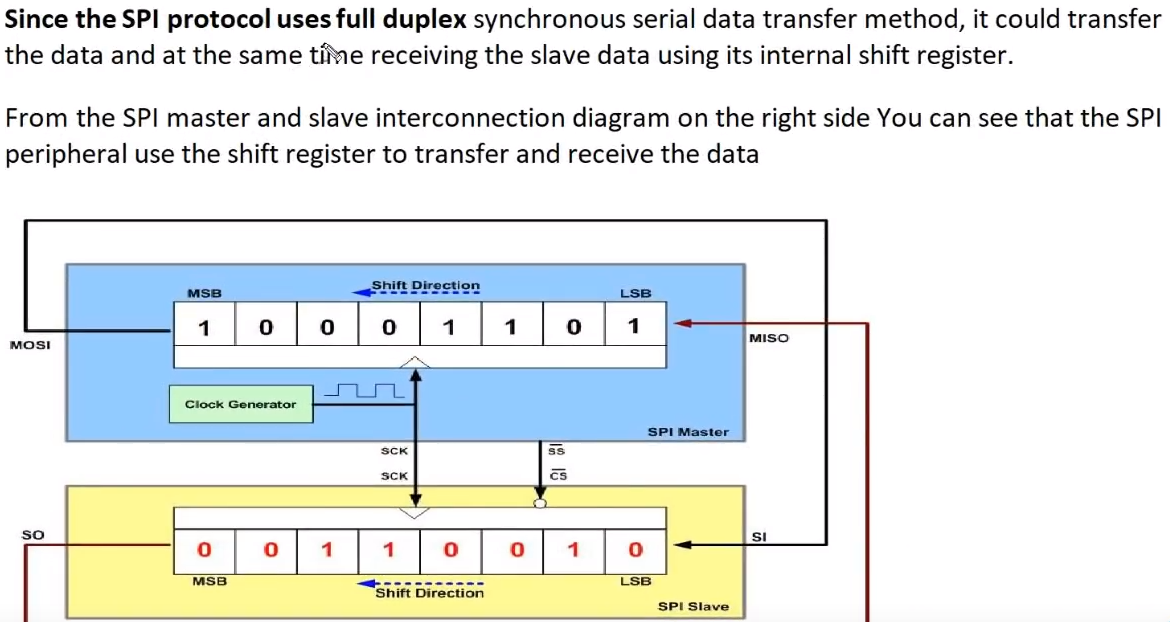 Since the SPI protocol uses full duplex synchronous serial data transfer method, it could transfer
the data and at the same time receiving the slave data using its internal shift register.
From the SPI master and slave interconnection diagram on the right side You can see that the SPI
peripheral use the shift register to transfer and receive the data
MSB
Shift Direction
LSB
1 0 0 0 1 1 0 1
MOSI
MISO
Clock Generator
SPI Master
SCK
SS
SCK
CS
SO
SI
0 0 1 1 0 0 1 0
MSB
Shift Direction
LSB
SPI Slave